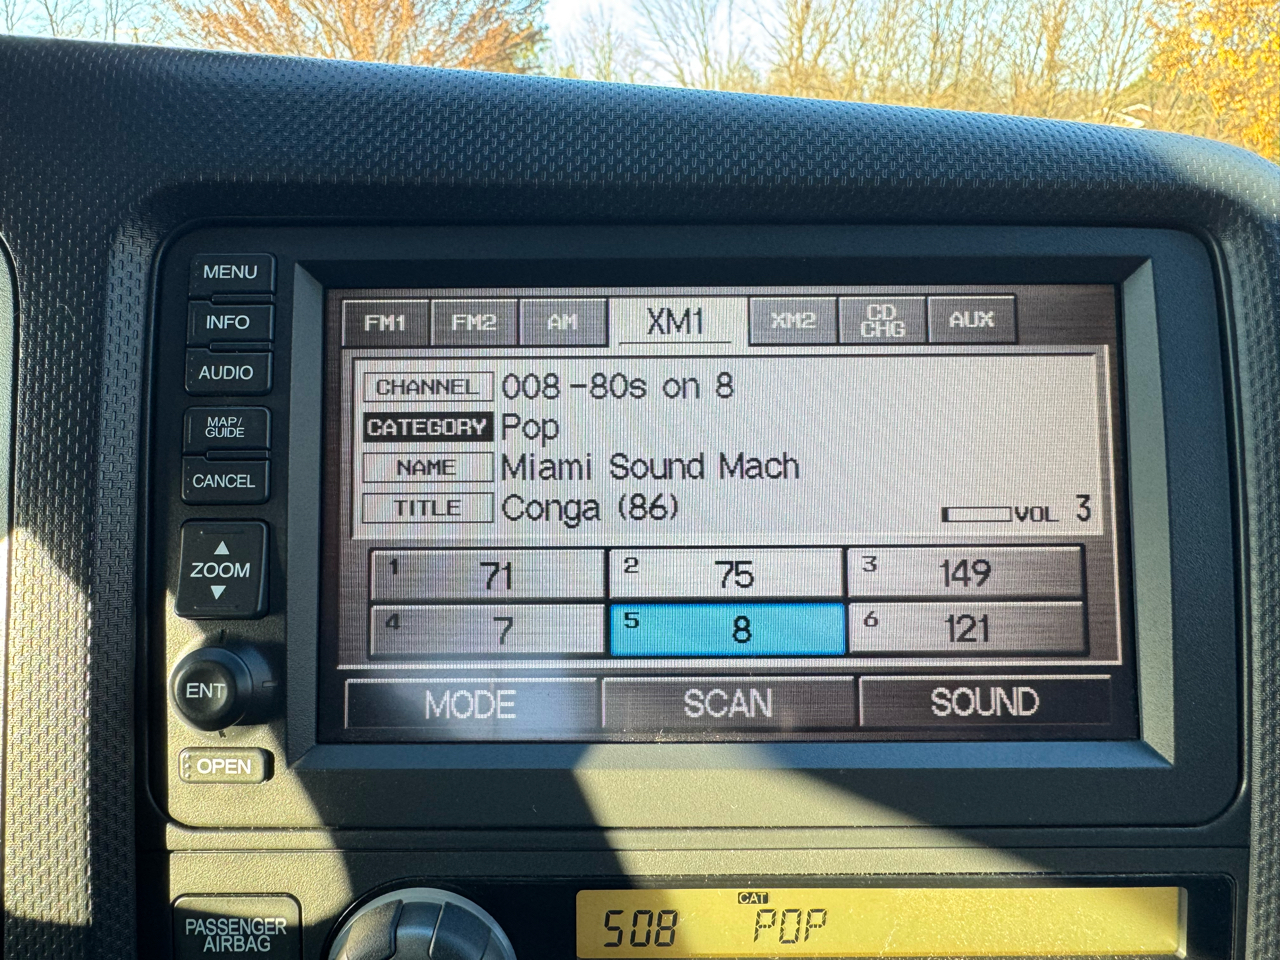 MENU
INFO
AUDIO
MAP/
GUIDE
CANCEL
ZOOM
ENT
OPEN
FM1 FM2 AM XM1 XM2 CD CHG AUX
CHANNEL 008-80s on 8
CATEGORY Pop
NAME Miami Sound Mach
TITLE Conga (86)
VOL 3
1 71 2 75 3 149
4 7 5 8 6 121
MODE SCAN SOUND
PASSENGER
AIRBAG
CAT
508 POP